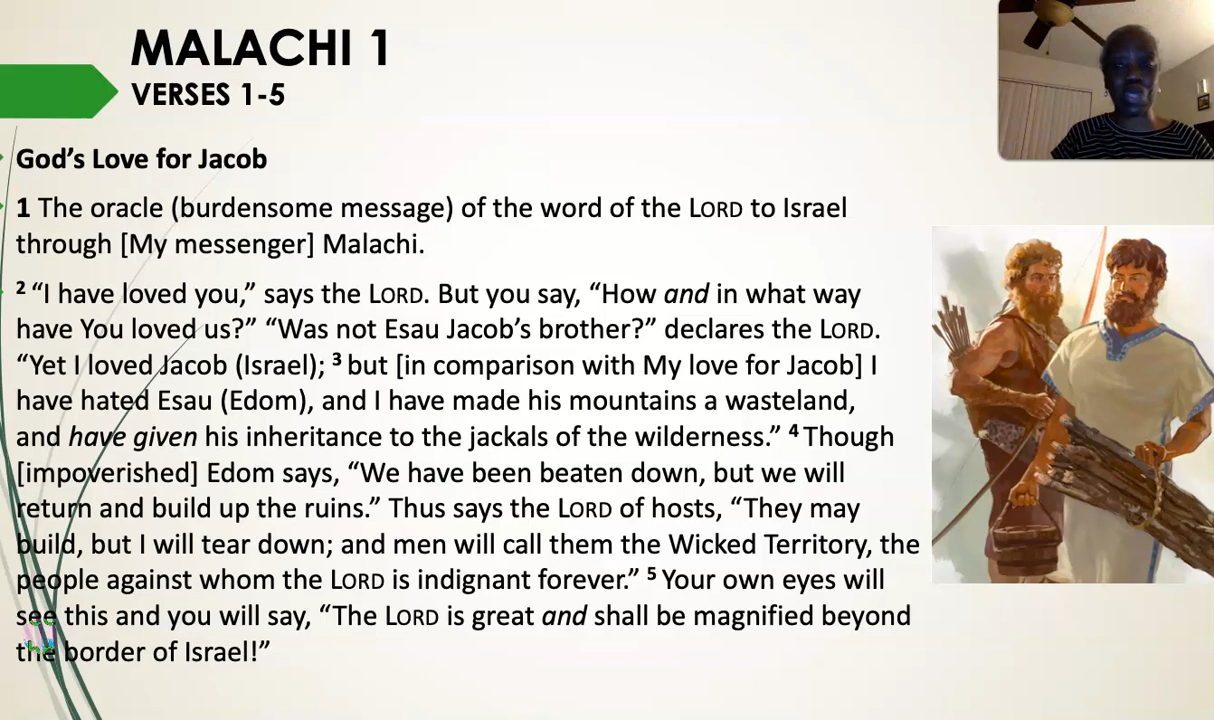 MALACHI 1
VERSES 1-5
God's Love for Jacob
1 The oracle (burdensome message) of the word of the LORD to Israel
through [My messenger] Malachi.
2 “I have loved you,” says the LORD. But you say, “How and in what way
have You loved us?” “Was not Esau Jacob’s brother?” declares the LORD.
“Yet I loved Jacob (Israel); 3 but [in comparison with My love for Jacob] I
have hated Esau (Edom), and I have made his mountains a wasteland,
and have given his inheritance to the jackals of the wilderness.” 4 Though
[impoverished] Edom says, “We have been beaten down, but we will
return and build up the ruins.” Thus says the LORD of hosts, “They may
build, but I will tear down; and men will call them the Wicked Territory, the
people against whom the LORD is indignant forever.” 5 Your own eyes will
see this and you will say, “The LORD is great and shall be magnified beyond
the border of Israel!”